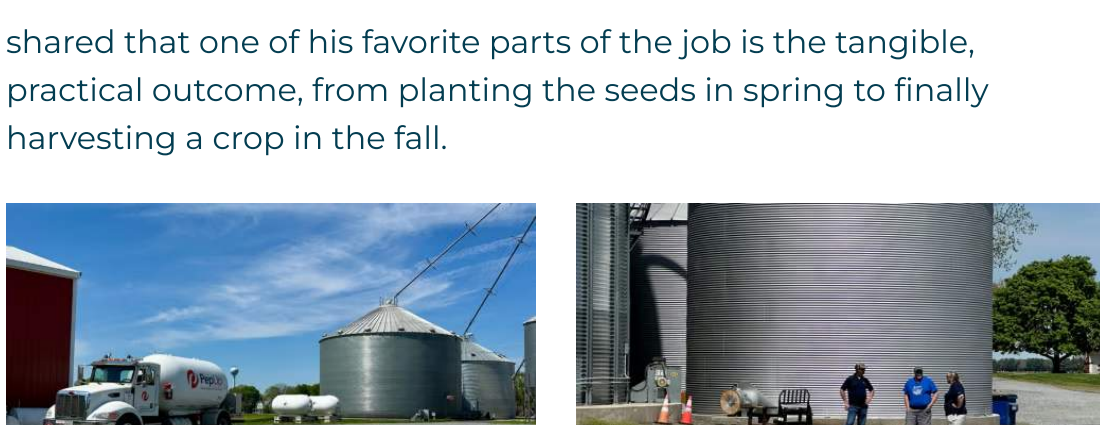 shared that one of his favorite parts of the job is the tangible,
practical outcome, from planting the seeds in spring to finally
harvesting a crop in the fall.
PepUp